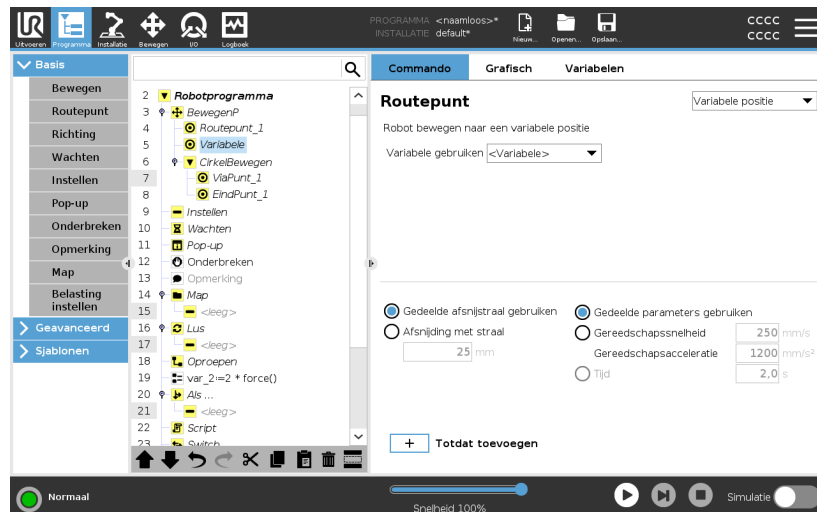 PROGRAMMA <naamloos>*
INSTALLATIE default*
CCCC
CCCC
Uitvoeren Programma Installatie Bewegen I/O Logboek Nieuw... Openen... Opslaan...
Basis
Bewegen
Routepunt
Richting
Wachten
Instellen
Pop-up
Onderbreken
Opmerking
Map
Belasting
instellen
Geavanceerd
Sjablonen
2 Robotprogramma
3 BewegenP
4 Routepunt_1
5 Variabele
6 CirkelBewegen
7 ViaPunt_1
8 EindPunt_1
9 Instellen
10 Wachten
11 Pop-up
12 Onderbreken
13 Opmerking
14 Map
15 <leeg>
16 Lus
17 <leeg>
18 Oproepen
19 var_2:=2 * force()
20 Als ...
21 <leeg>
22 Script
23 Switch
Commando Grafisch Variabelen
Routepunt
Variabele positie
Robot bewegen naar een variabele positie
Variabele gebruiken <Variabele>
Gedeelde afsnijstraal gebruiken
Afsnijding met straal
25 mm
Gedeelde parameters gebruiken
Gereedschapssnelheid 250 mm/s
Gereedschapsacceleratie 1200 mm/s²
Tijd 2,0 s
+ Totdat toevoegen
Normaal
Snelheid 100%
Simulatie